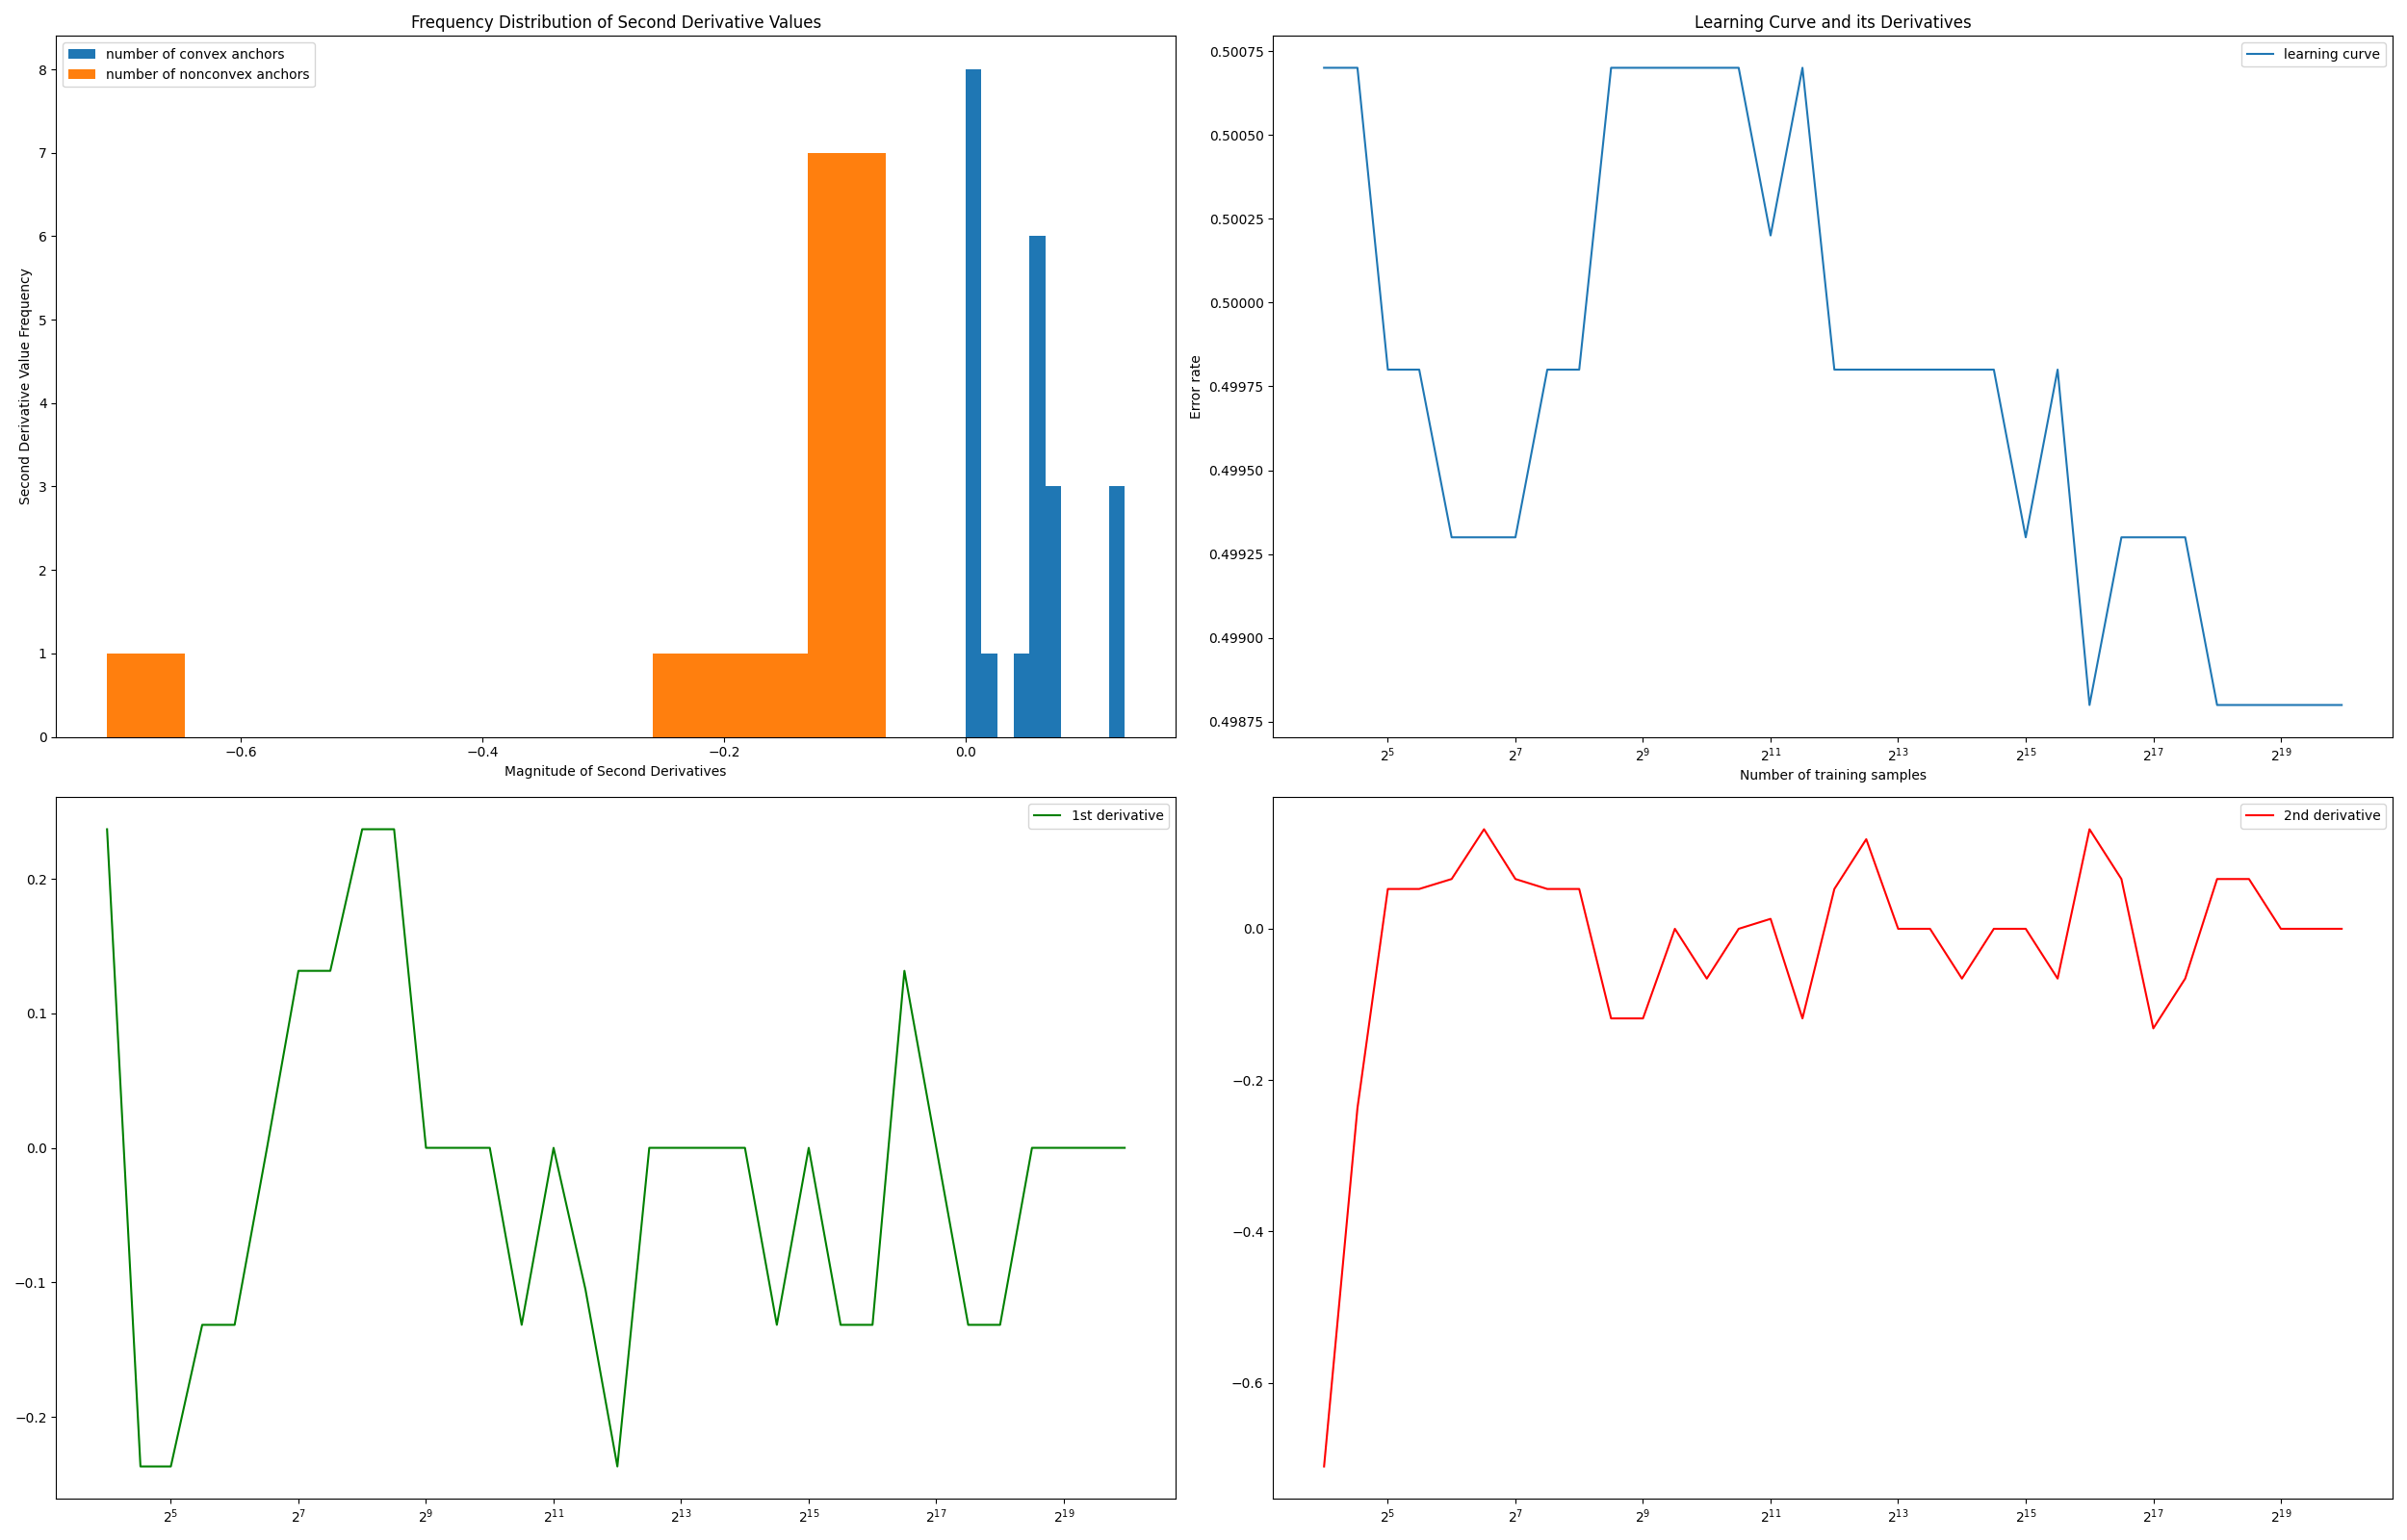 Frequency Distribution of Second Derivative Values
number of convex anchors
number of nonconvex anchors
Second Derivative Value Frequency
8
7
6
5
4
3
2
1
0
−0.6 −0.4 −0.2 0.0
Magnitude of Second Derivatives
Learning Curve and its Derivatives
learning curve
Error rate
0.50075
0.50050
0.50025
0.50000
0.49975
0.49950
0.49925
0.49900
0.49875
2^5 2^7 2^9 2^11 2^13 2^15 2^17 2^19
Number of training samples
1st derivative
0.2
0.1
0.0
−0.1
−0.2
2^5 2^7 2^9 2^11 2^13 2^15 2^17 2^19
2nd derivative
0.0
−0.2
−0.4
−0.6
2^5 2^7 2^9 2^11 2^13 2^15 2^17 2^19